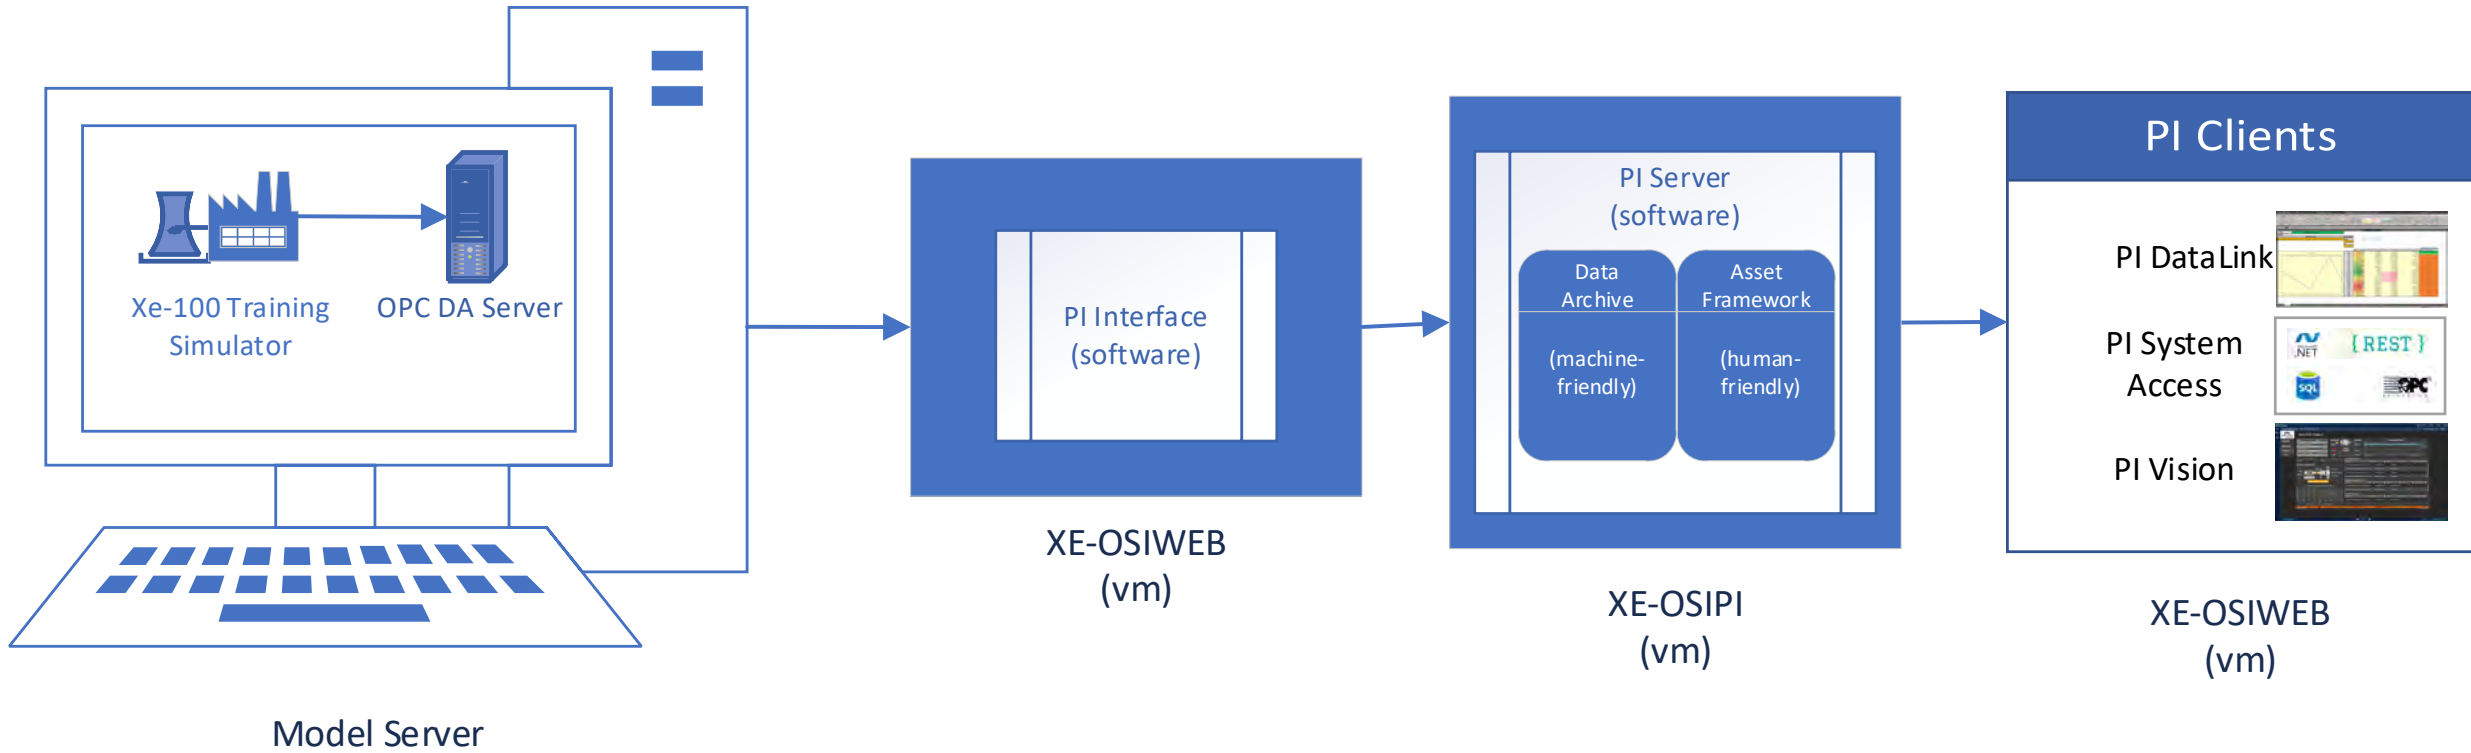 Xe-100 Training
Simulator
OPC DA Server
Model Server
PI Interface
(software)
XE-OSIWEB
(vm)
PI Server
(software)
Data
Archive
(machine-
friendly)
Asset
Framework
(human-
friendly)
XE-OSIPI
(vm)
PI Clients
PI DataLink
PI System
Access
.NET
{REST}
SQL
OPC
PI Vision
XE-OSIWEB
(vm)